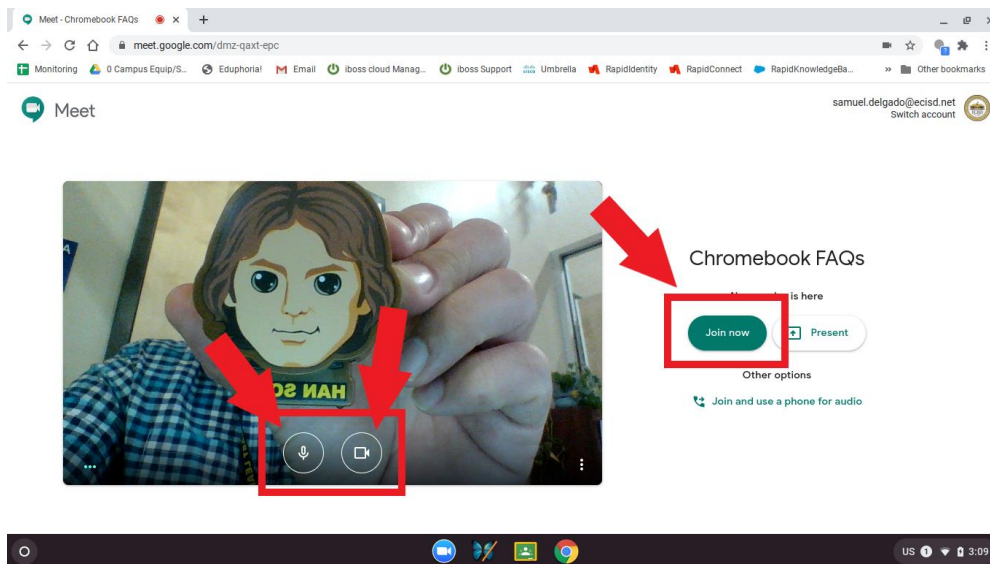 Meet - Chromebook FAQs
meet.google.com/dmz-qaxt-epc
Monitoring
0 Campus Equip/S...
Eduphoria!
Email
iboss cloud Manag...
iboss Support
Umbrella
RapidIdentity
RapidConnect
RapidKnowledgeBa...
Other bookmarks
Meet
samuel.delgado@ecisd.net
Switch account
HAN SO
Chromebook FAQs
is here
Join now
Present
Other options
Join and use a phone for audio
US 1 3:09